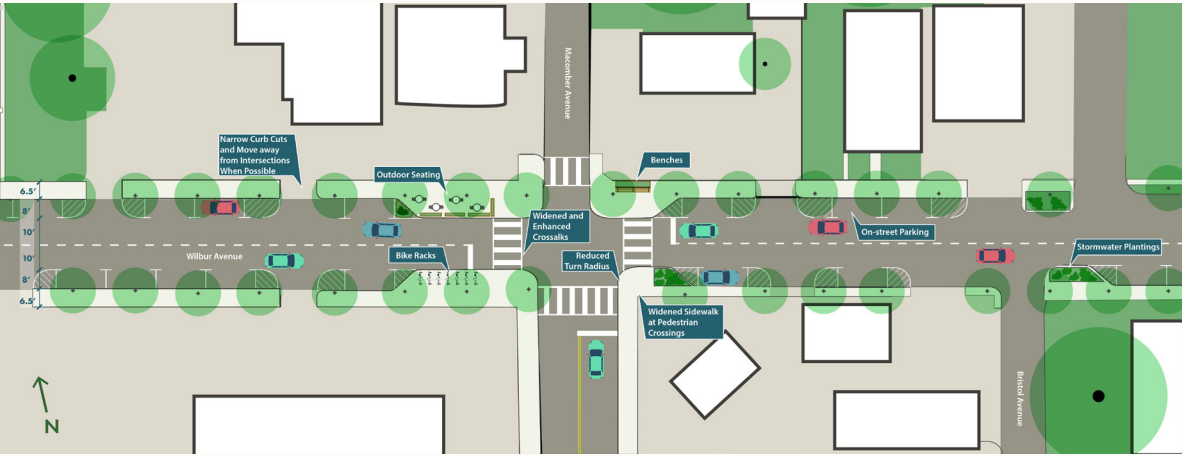 Macomber Avenue
Narrow Curb Cuts
and Move away
from Intersections
When Possible
Outdoor Seating
Benches
6.5'
8'
10'
10'
8'
6.5'
Wilbur Avenue
Widened and
Enhanced
Crossalks
Bike Racks
Reduced
Turn Radius
On-street Parking
Stormwater Plantings
Widened Sidewalk
at Pedestrian
Crossings
Bristol Avenue
N